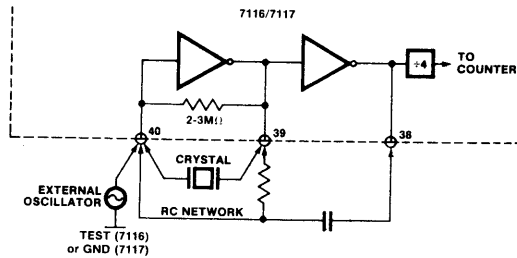 7116/7117
÷4
TO
COUNTER
2-3MΩ
40
39
38
CRYSTAL
EXTERNAL
OSCILLATOR
RC NETWORK
TEST (7116)
or GND (7117)